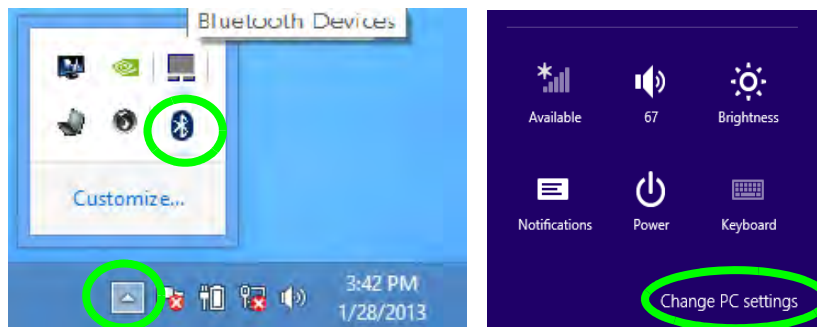 Bluetooth Devices
Customize...
3:42 PM
1/28/2013
Available
67
Brightness
Notifications
Power
Keyboard
Change PC settings